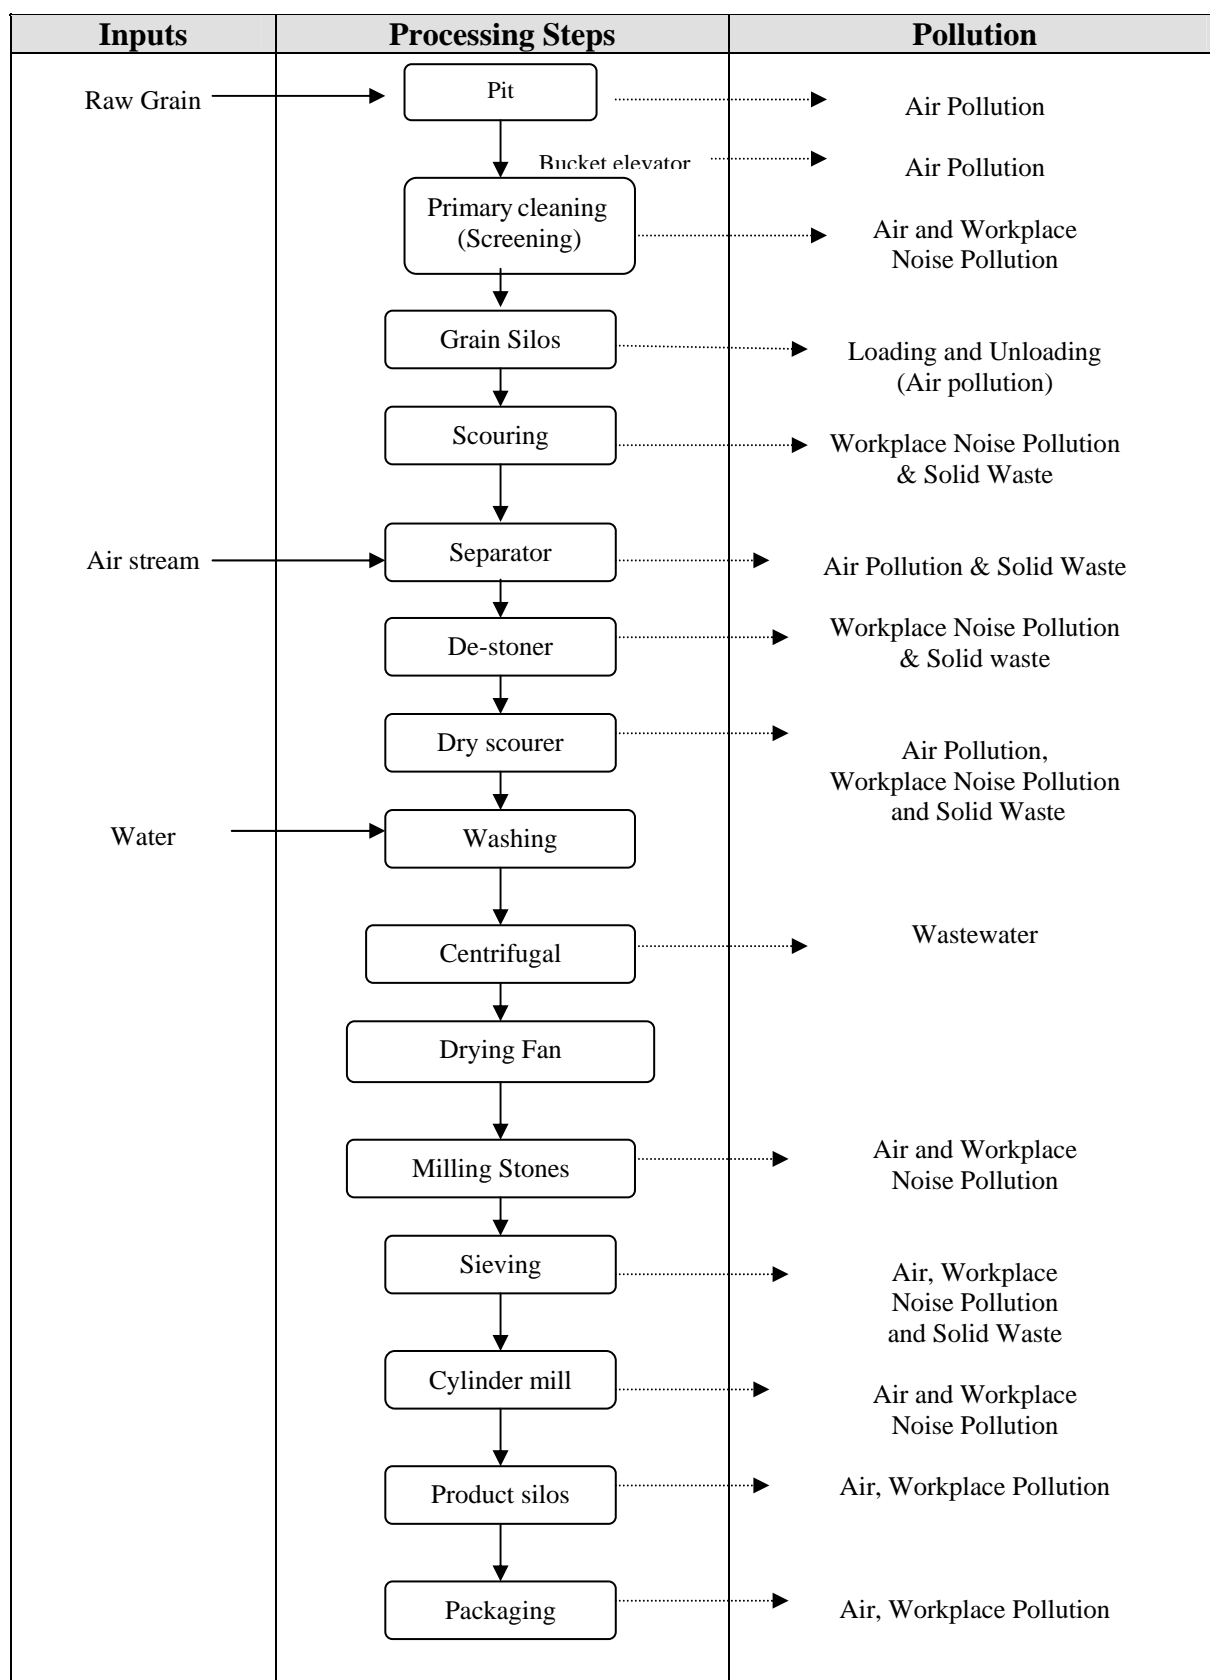 Inputs
Processing Steps
Pollution
Raw Grain
Pit
Air Pollution
Bucket elevator
Air Pollution
Primary cleaning
(Screening)
Air and Workplace
Noise Pollution
Grain Silos
Loading and Unloading
(Air pollution)
Scouring
Workplace Noise Pollution
& Solid Waste
Air stream
Separator
Air Pollution & Solid Waste
De-stoner
Workplace Noise Pollution
& Solid waste
Dry scourer
Air Pollution,
Workplace Noise Pollution
and Solid Waste
Water
Washing
Centrifugal
Wastewater
Drying Fan
Milling Stones
Air and Workplace
Noise Pollution
Sieving
Air, Workplace
Noise Pollution
and Solid Waste
Cylinder mill
Air and Workplace
Noise Pollution
Product silos
Air, Workplace Pollution
Packaging
Air, Workplace Pollution